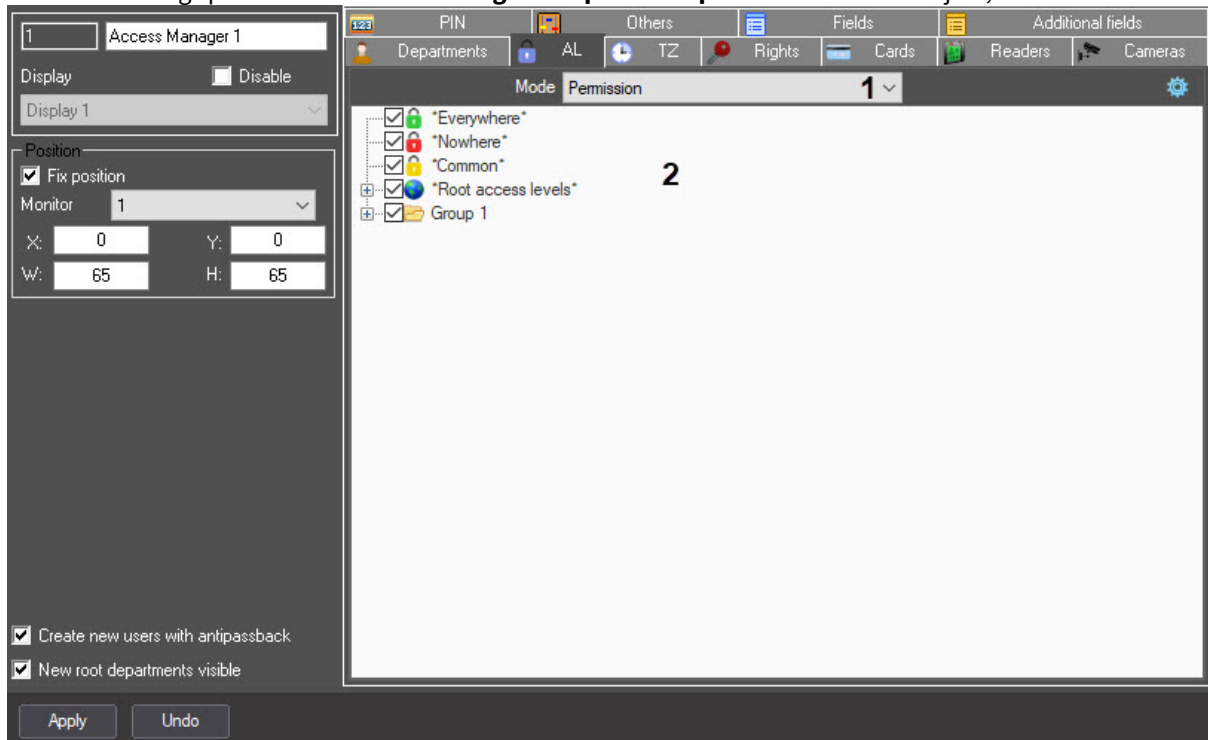 1
Access Manager 1
Display
Disable
Display 1
Position
Fix position
Monitor 1
X: 0 Y: 0
W: 65 H: 65
Create new users with antipassback
New root departments visible
Apply Undo
123 PIN Others Fields Additional fields
Departments AL TZ Rights Cards Readers Cameras
Mode Permission 1
*Everywhere*
*Nowhere*
*Common* 2
*Root access levels*
Group 1